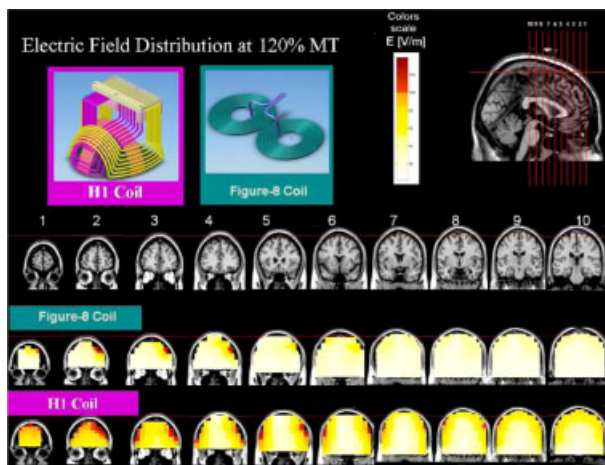 Electric Field Distribution at 120% MT
Colors
scale
E [V/m]
H1 Coil
Figure-8 Coil
1 2 3 4 5 6 7 8 9 10
Figure-8 Coil
H1 Coil